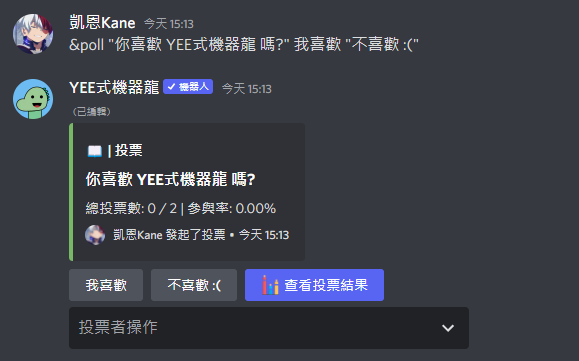 凱恩Kane 今天 15:13
&poll "你喜歡 YEE式機器龍 嗎?" 我喜歡 "不喜歡 :("
YEE式機器龍 ✓ 機器人 今天 15:13
(已編輯)
📖 | 投票
你喜歡 YEE式機器龍 嗎?
總投票數: 0 / 2 | 參與率: 0.00%
凱恩Kane 發起了投票 • 今天 15:13
我喜歡 不喜歡 :( 查看投票結果
投票者操作